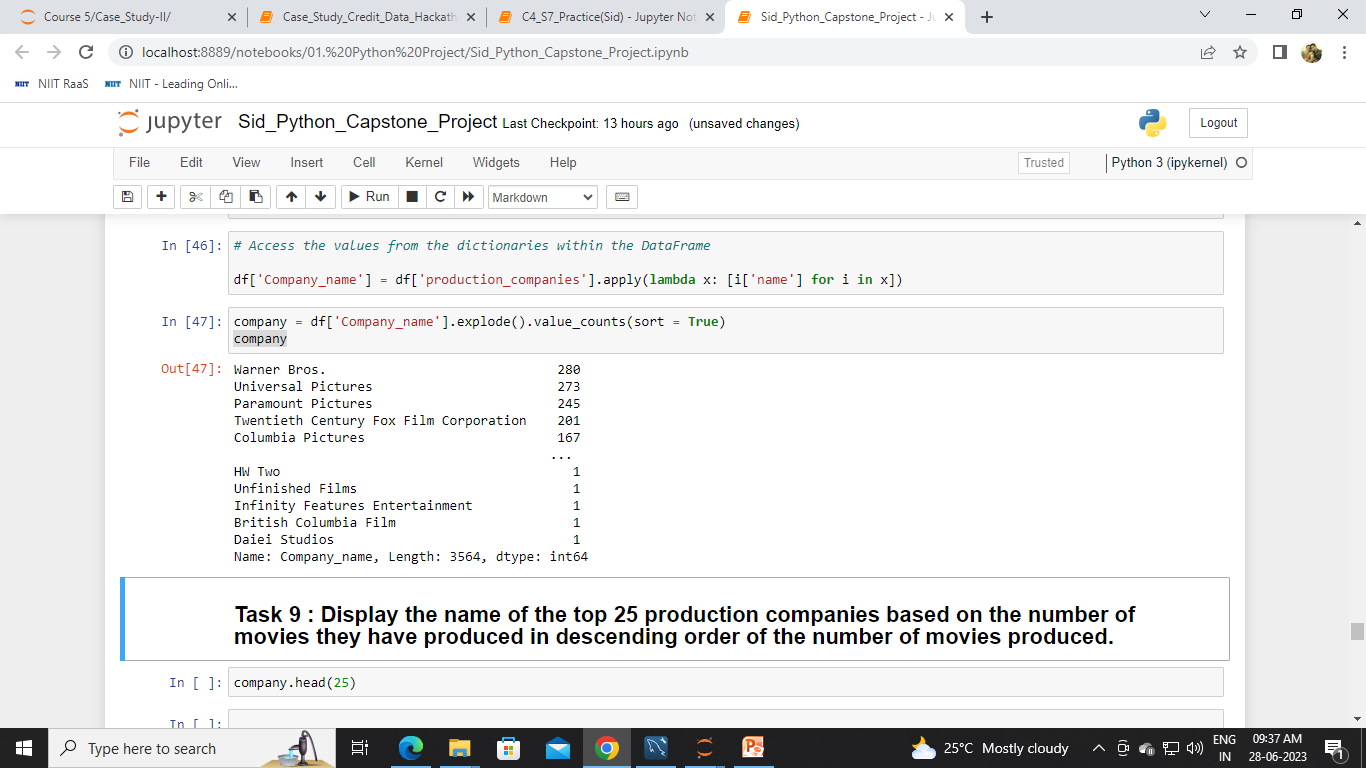 Course 5/Case_Study-II/
Case_Study_Credit_Data_Hackath
C4_S7_Practice(Sid) - Jupyter Not
Sid_Python_Capstone_Project - Ju
localhost:8889/notebooks/01.%20Python%20Project/Sid_Python_Capstone_Project.ipynb
NIIT NIIT RaaS NIIT NIIT - Leading Onli...
jupyter Sid_Python_Capstone_Project Last Checkpoint: 13 hours ago (unsaved changes)
Logout
File Edit View Insert Cell Kernel Widgets Help
Trusted
Python 3 (ipykernel)
Run
Markdown
In [46]: # Access the values from the dictionaries within the DataFrame
df['Company_name'] = df['production_companies'].apply(lambda x: [i['name'] for i in x])
In [47]: company = df['Company_name'].explode().value_counts(sort = True)
company
Out[47]: Warner Bros. 280
Universal Pictures 273
Paramount Pictures 245
Twentieth Century Fox Film Corporation 201
Columbia Pictures 167
...
HW Two 1
Unfinished Films 1
Infinity Features Entertainment 1
British Columbia Film 1
Daiei Studios 1
Name: Company_name, Length: 3564, dtype: int64
Task 9 : Display the name of the top 25 production companies based on the number of
movies they have produced in descending order of the number of movies produced.
In [ ]: company.head(25)
In [ ]:
Type here to search
25°C Mostly cloudy
ENG
IN
09:37 AM
28-06-2023
1